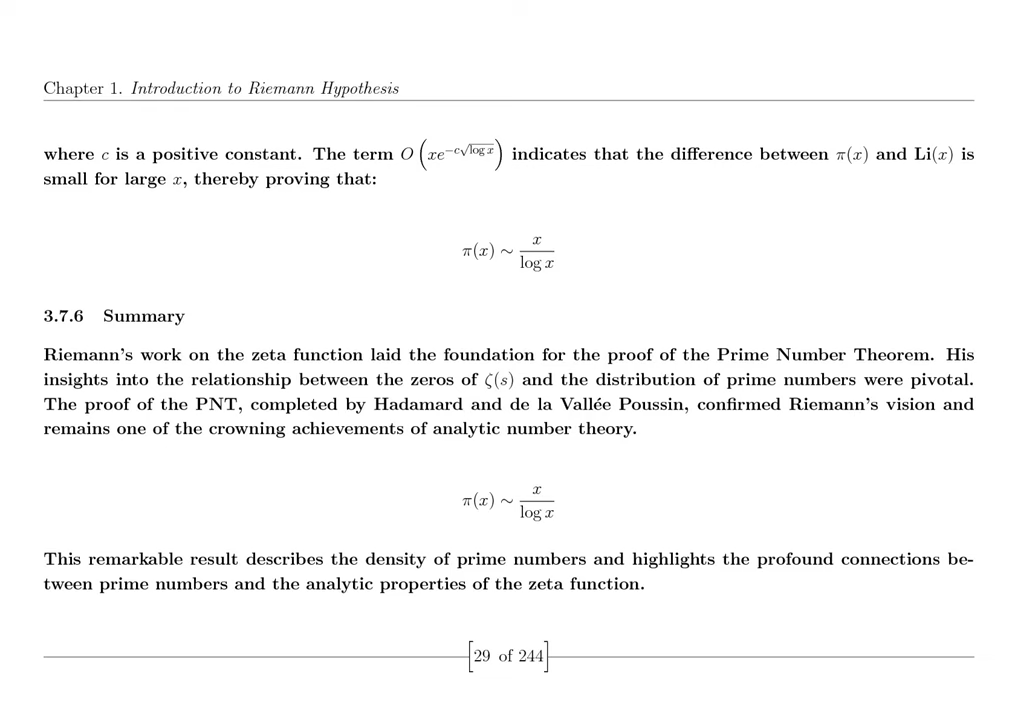 Chapter 1. Introduction to Riemann Hypothesis
where c is a positive constant. The term O(xe^{−c√log x}) indicates that the difference between π(x) and Li(x) is
small for large x, thereby proving that:
π(x) ∼ x / log x
3.7.6 Summary
Riemann's work on the zeta function laid the foundation for the proof of the Prime Number Theorem. His
insights into the relationship between the zeros of ζ(s) and the distribution of prime numbers were pivotal.
The proof of the PNT, completed by Hadamard and de la Vallée Poussin, confirmed Riemann's vision and
remains one of the crowning achievements of analytic number theory.
π(x) ∼ x / log x
This remarkable result describes the density of prime numbers and highlights the profound connections be-
tween prime numbers and the analytic properties of the zeta function.
[29 of 244]